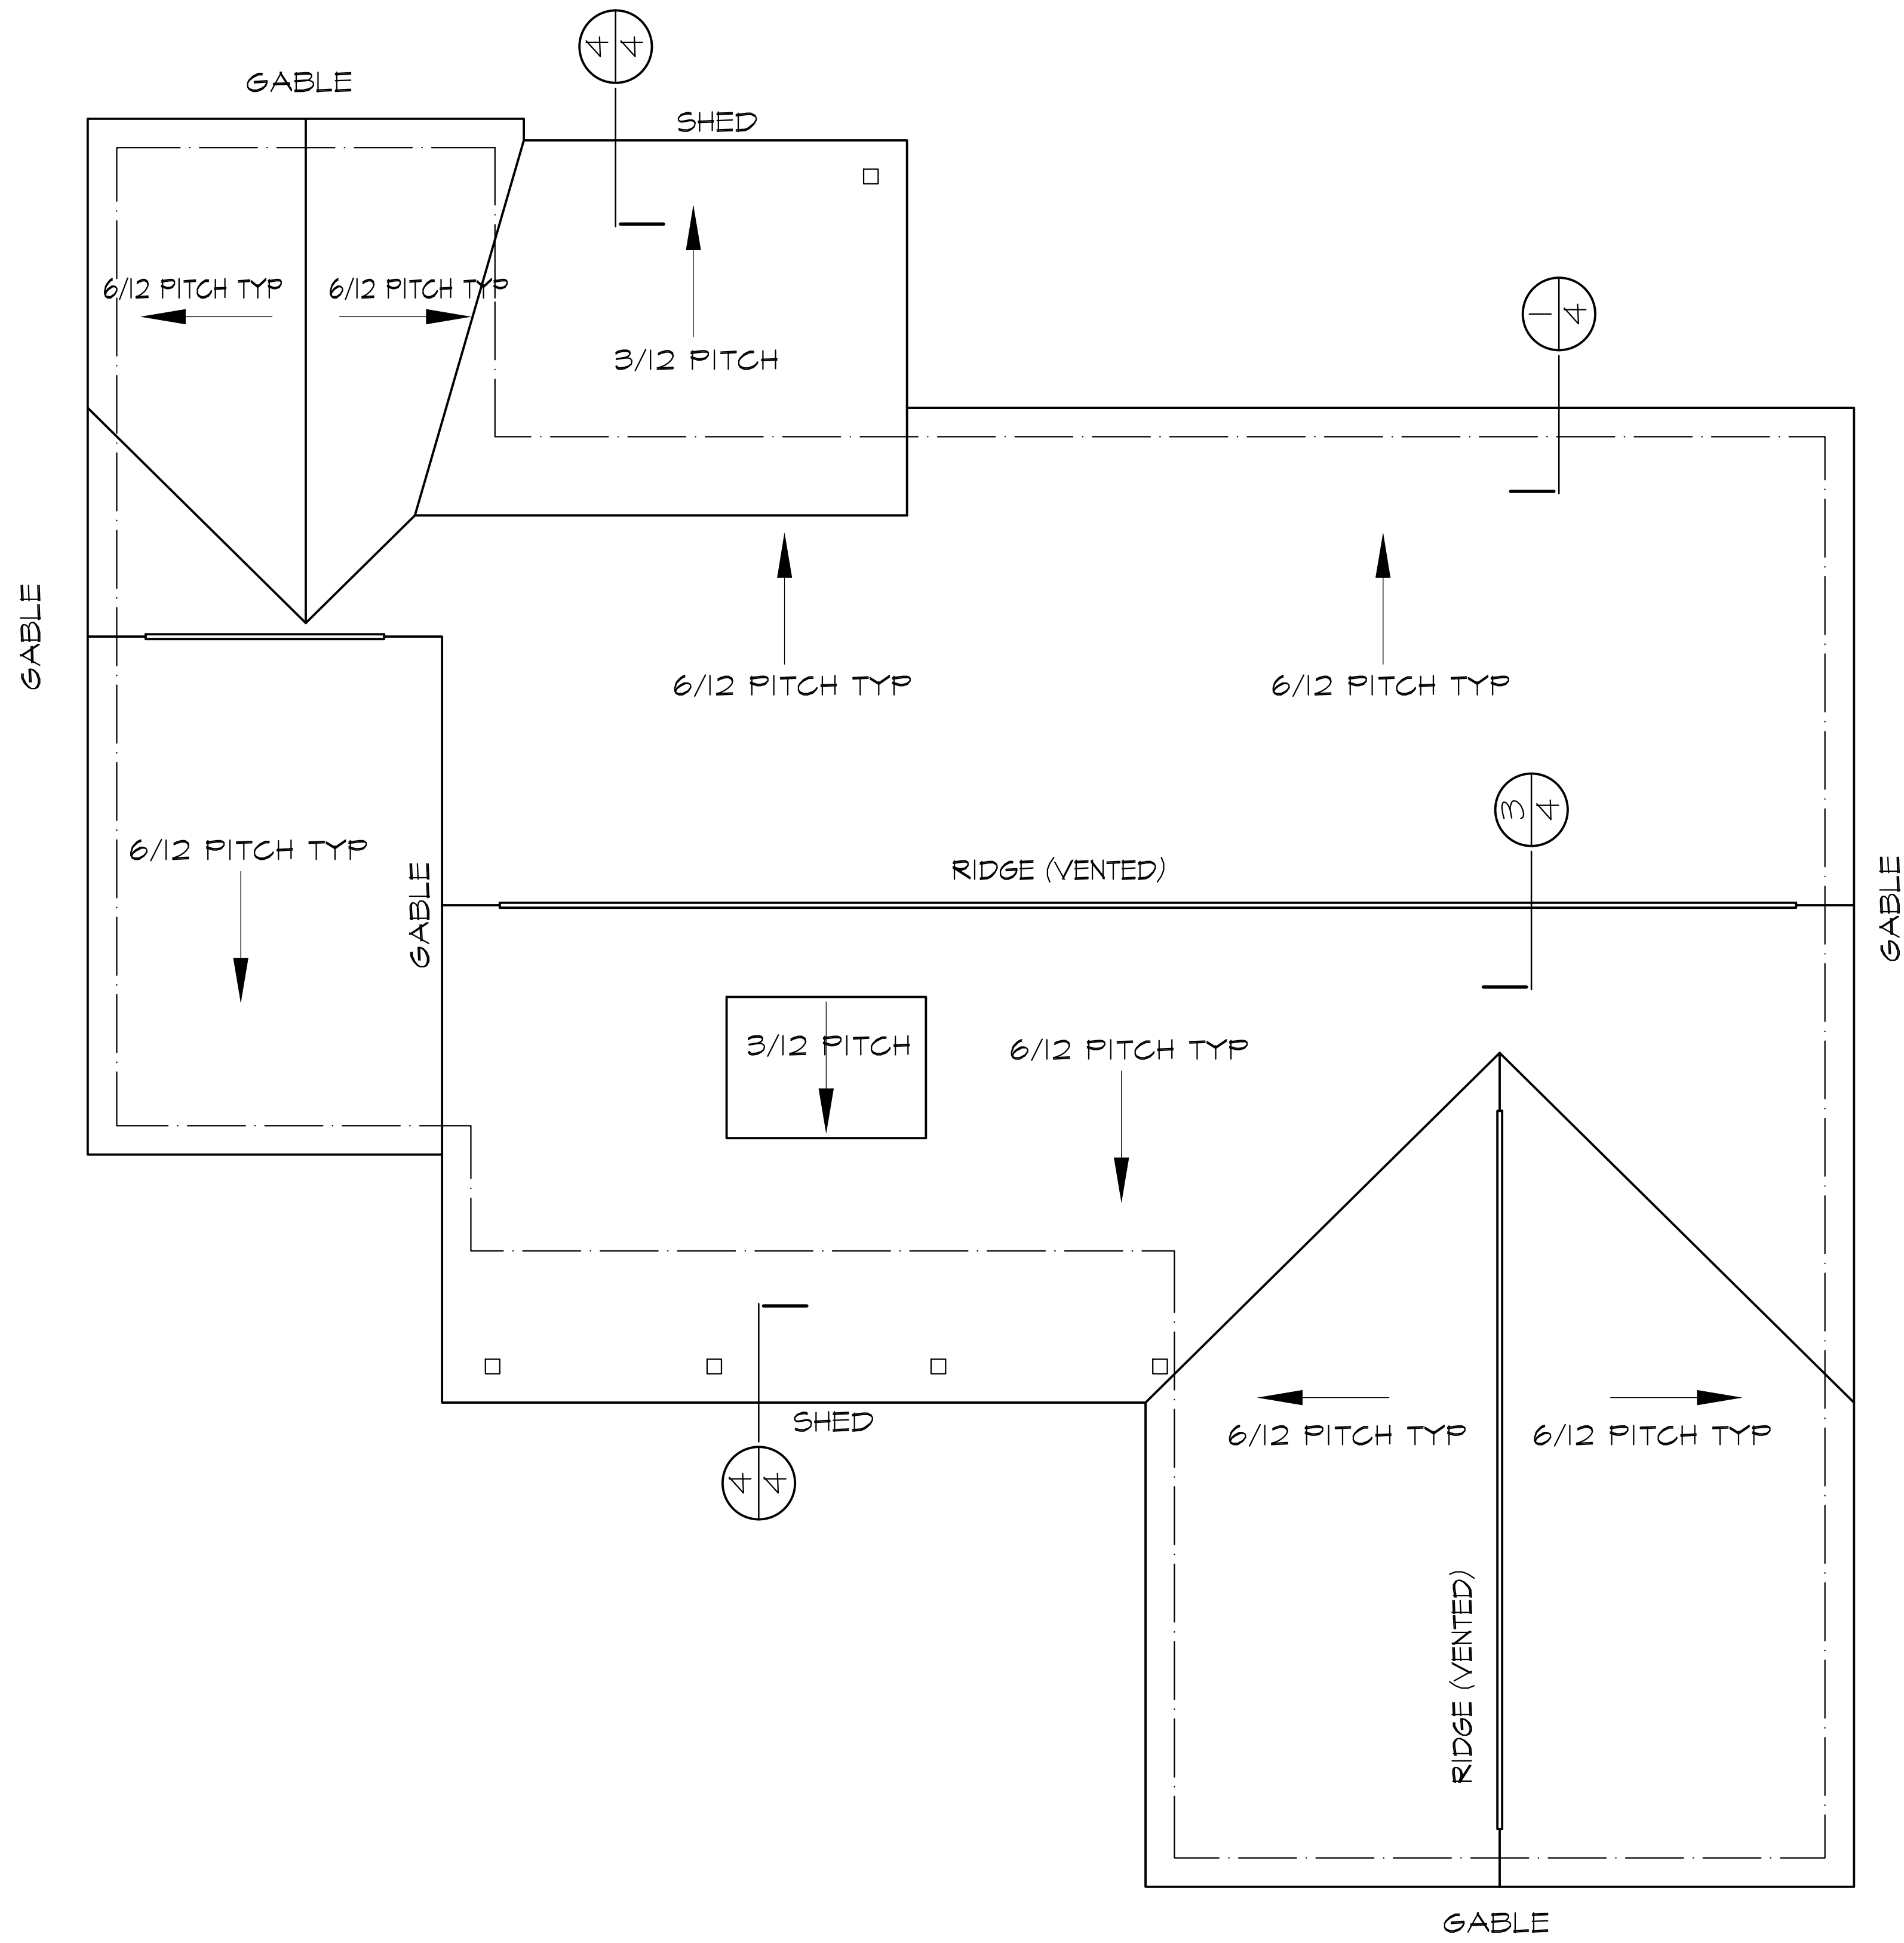 4 4
GABLE
SHED
6/12 PITCH TYP
6/12 PITCH TYP
1 4
3/12 PITCH
GABLE
6/12 PITCH TYP
6/12 PITCH TYP
3 4
6/12 PITCH TYP
GABLE
RIDGE (VENTED)
GABLE
3/12 PITCH
6/12 PITCH TYP
SHED
6/12 PITCH TYP
6/12 PITCH TYP
4 4
RIDGE (VENTED)
GABLE